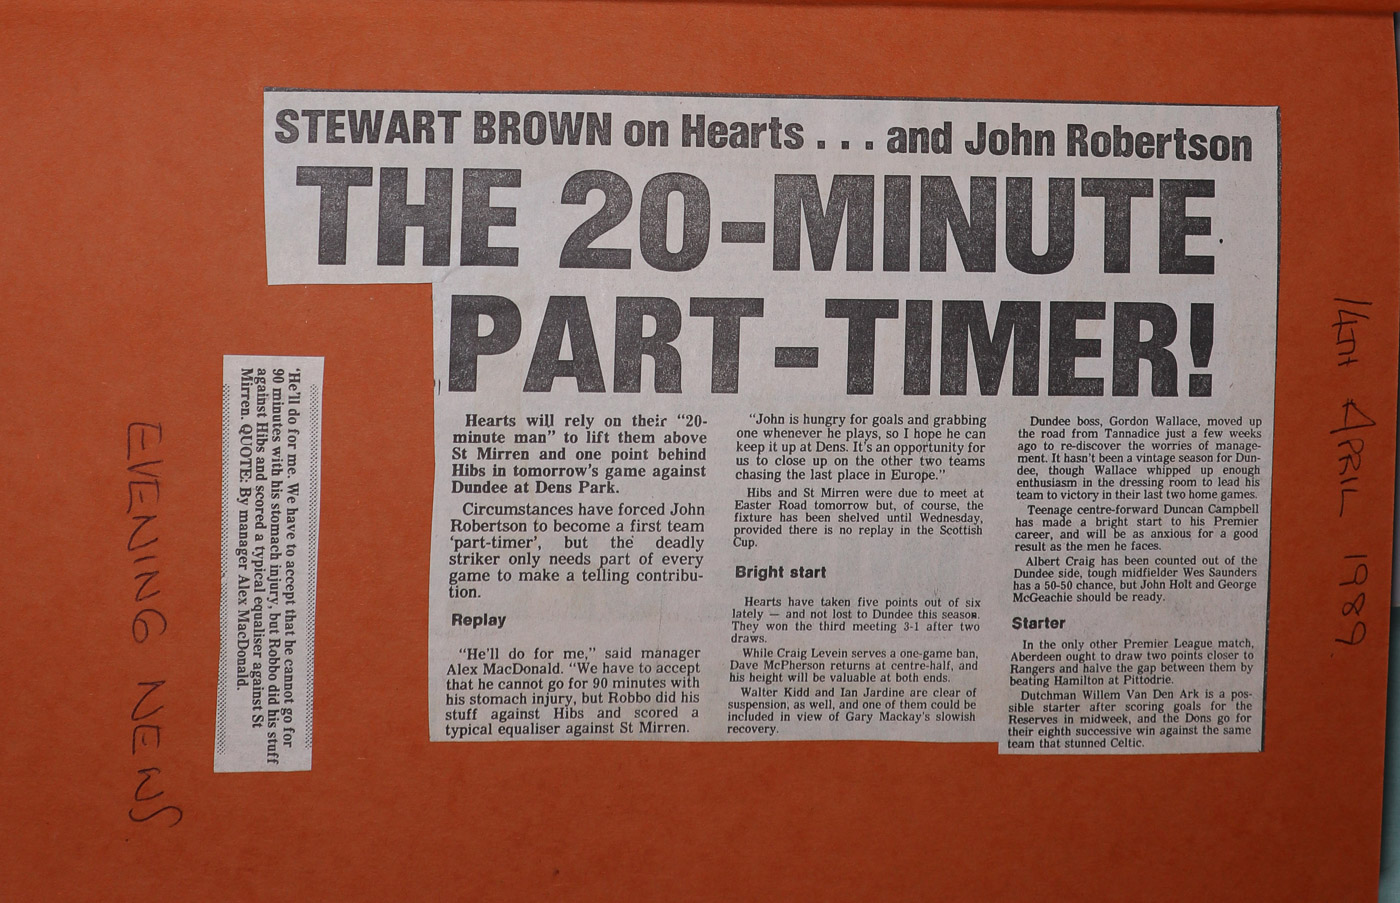 STEWART BROWN on Hearts . . . and John Robertson
THE 20-MINUTE
PART-TIMER!
Hearts will rely on their “20-
minute man” to lift them above
St Mirren and one point behind
Hibs in tomorrow's game against
Dundee at Dens Park.
Circumstances have forced John
Robertson to become a first team
‘part-timer’, but the deadly
striker only needs part of every
game to make a telling contribu-
tion.
Replay
“He'll do for me,” said manager
Alex MacDonald. “We have to accept
that he cannot go for 90 minutes with
his stomach injury, but Robbo did his
stuff against Hibs and scored a
typical equaliser against St Mirren.
“John is hungry for goals and grabbing
one whenever he plays, so I hope he can
keep it up at Dens. It's an opportunity for
us to close up on the other two teams
chasing the last place in Europe.”
Hibs and St Mirren were due to meet at
Easter Road tomorrow but, of course, the
fixture has been shelved until Wednesday,
provided there is no replay in the Scottish
Cup.
Bright start
Hearts have taken five points out of six
lately — and not lost to Dundee this season.
They won the third meeting 3-1 after two
draws.
While Craig Levein serves a one-game ban,
Dave McPherson returns at centre-half, and
his height will be valuable at both ends.
Walter Kidd and Ian Jardine are clear of
suspension, as well, and one of them could be
included in view of Gary Mackay's slowish
recovery.
Dundee boss, Gordon Wallace, moved up
the road from Tannadice just a few weeks
ago to re-discover the worries of manage-
ment. It hasn't been a vintage season for Dun-
dee, though Wallace whipped up enough
enthusiasm in the dressing room to lead his
team to victory in their last two home games.
Teenage centre-forward Duncan Campbell
has made a bright start to his Premier
career, and will be as anxious for a good
result as the men he faces.
Albert Craig has been counted out of the
Dundee side, tough midfielder Wes Saunders
has a 50-50 chance, but John Holt and George
McGeachie should be ready.
Starter
In the only other Premier League match,
Aberdeen ought to draw two points closer to
Rangers and halve the gap between them by
beating Hamilton at Pittodrie.
Dutchman Willem Van Den Ark is a pos-
sible starter after scoring goals for the
Reserves in midweek, and the Dons go for
their eighth successive win against the same
team that stunned Celtic.
‘He'll do for me. We have to accept that he cannot go for
90 minutes with his stomach injury, but Robbo did his stuff
against Hibs and scored a typical equaliser against St
Mirren. QUOTE: By manager Alex MacDonald.
EVENING NEWS
14TH APRIL 1989